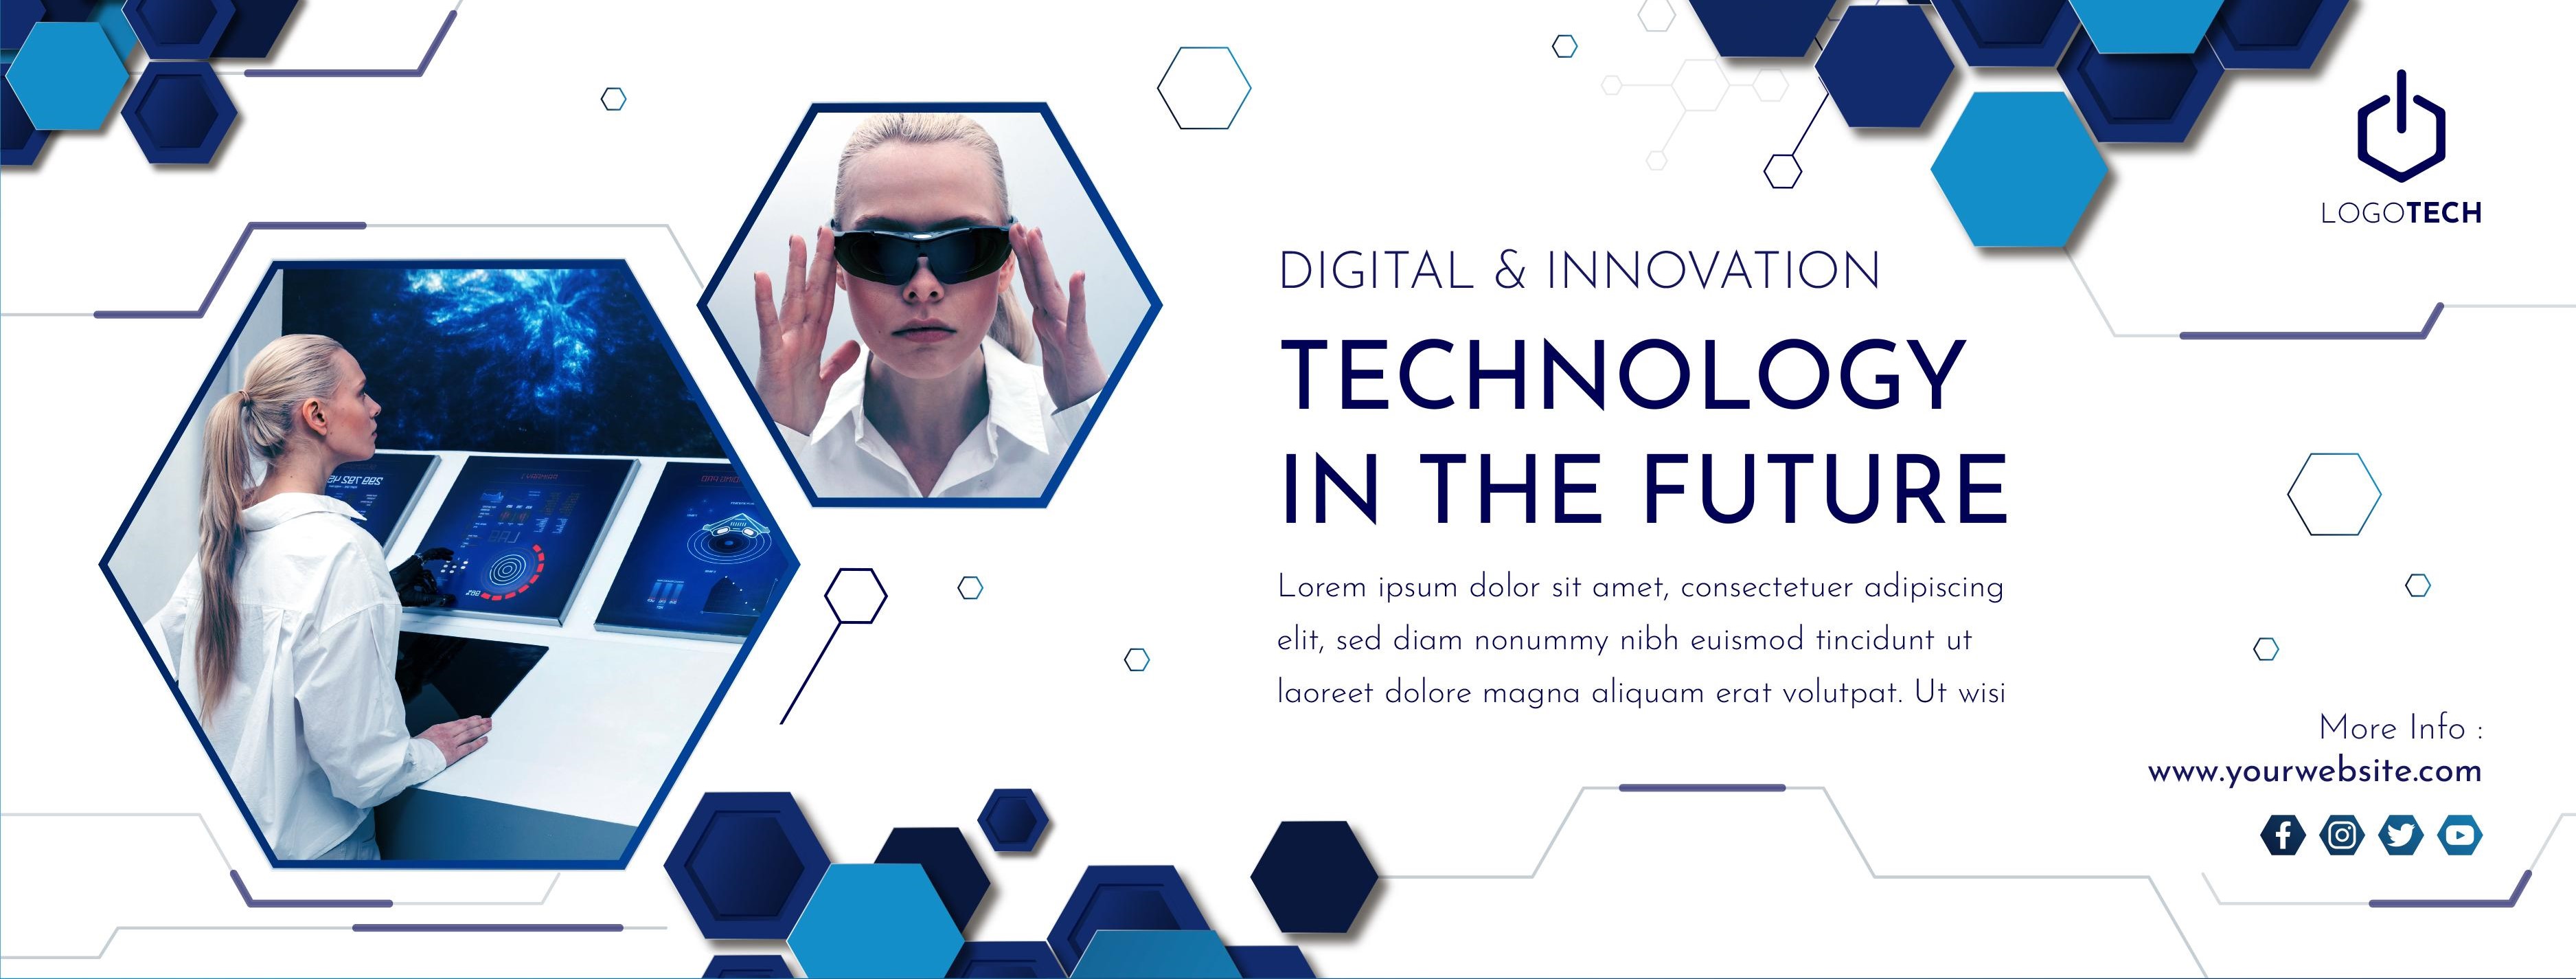 LOGOTECH
DIGITAL & INNOVATION
TECHNOLOGY
IN THE FUTURE
Lorem ipsum dolor sit amet, consectetuer adipiscing
elit, sed diam nonummy nibh euismod tincidunt ut
laoreet dolore magna aliquam erat volutpat. Ut wisi
More Info :
www.yourwebsite.com